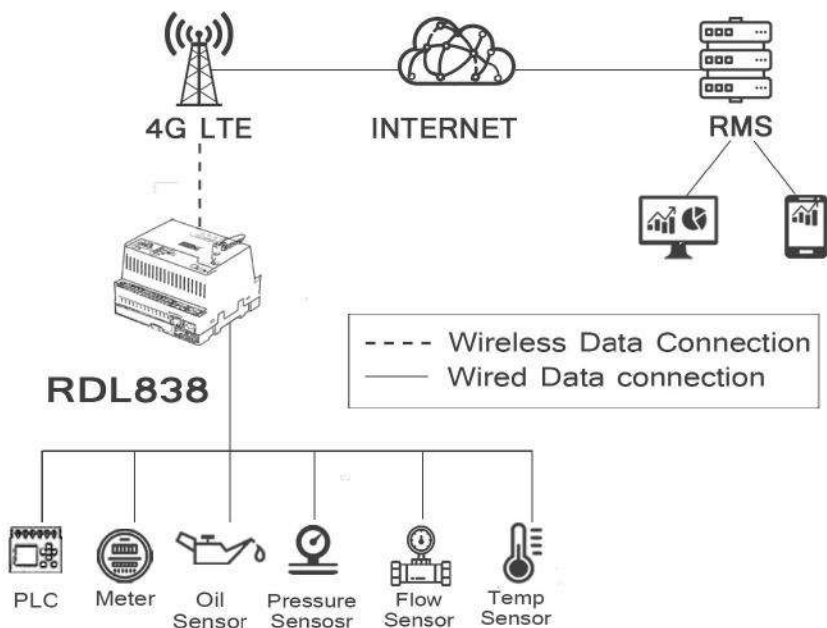 4G LTE
INTERNET
RMS
RDL838
Wireless Data Connection
Wired Data connection
PLC
Meter
Oil
Sensor
Pressure
Sensosr
Flow
Sensor
Temp
Sensor